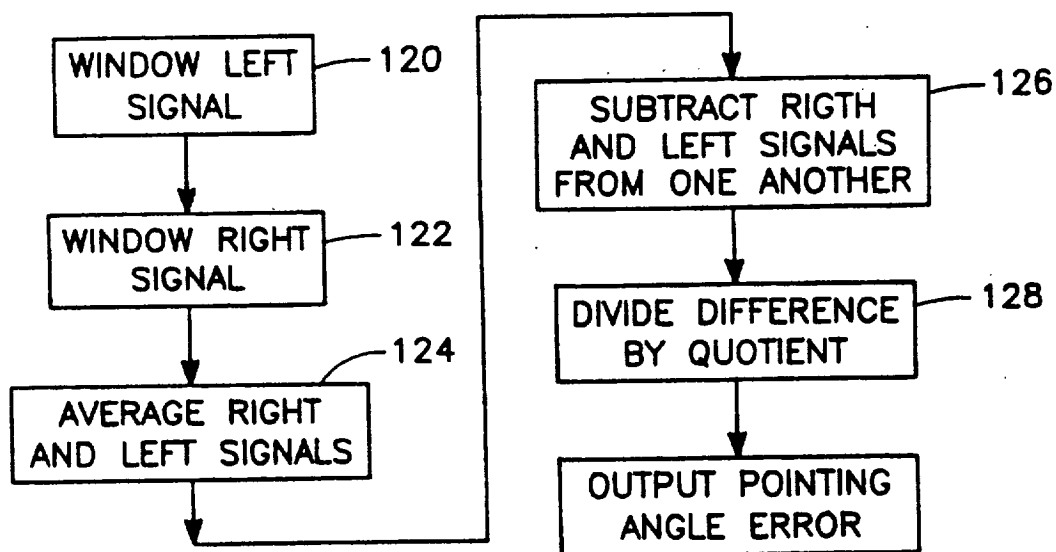 WINDOW LEFT
SIGNAL
120
WINDOW RIGHT
SIGNAL
122
124
AVERAGE RIGHT
AND LEFT SIGNALS
126
SUBTRACT RIGTH
AND LEFT SIGNALS
FROM ONE ANOTHER
128
DIVIDE DIFFERENCE
BY QUOTIENT
OUTPUT POINTING
ANGLE ERROR